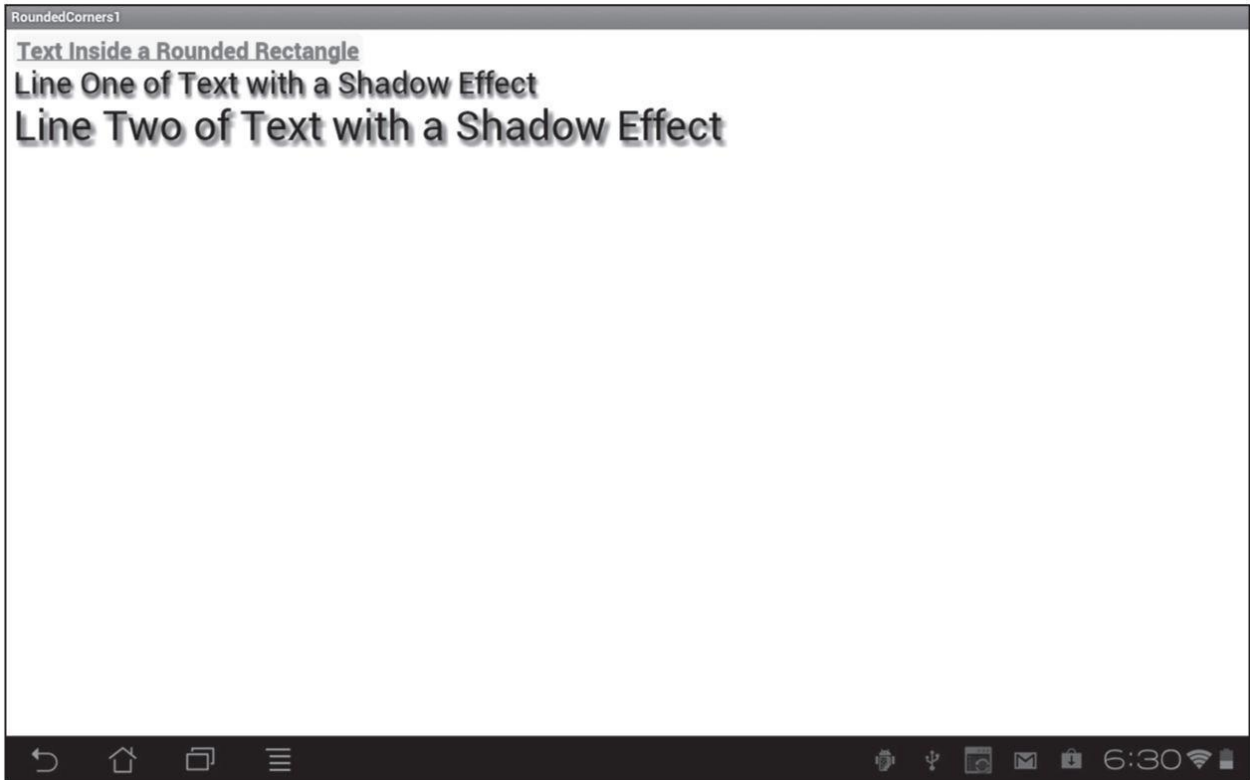 RoundedCorners1
Text Inside a Rounded Rectangle
Line One of Text with a Shadow Effect
Line Two of Text with a Shadow Effect
6:30